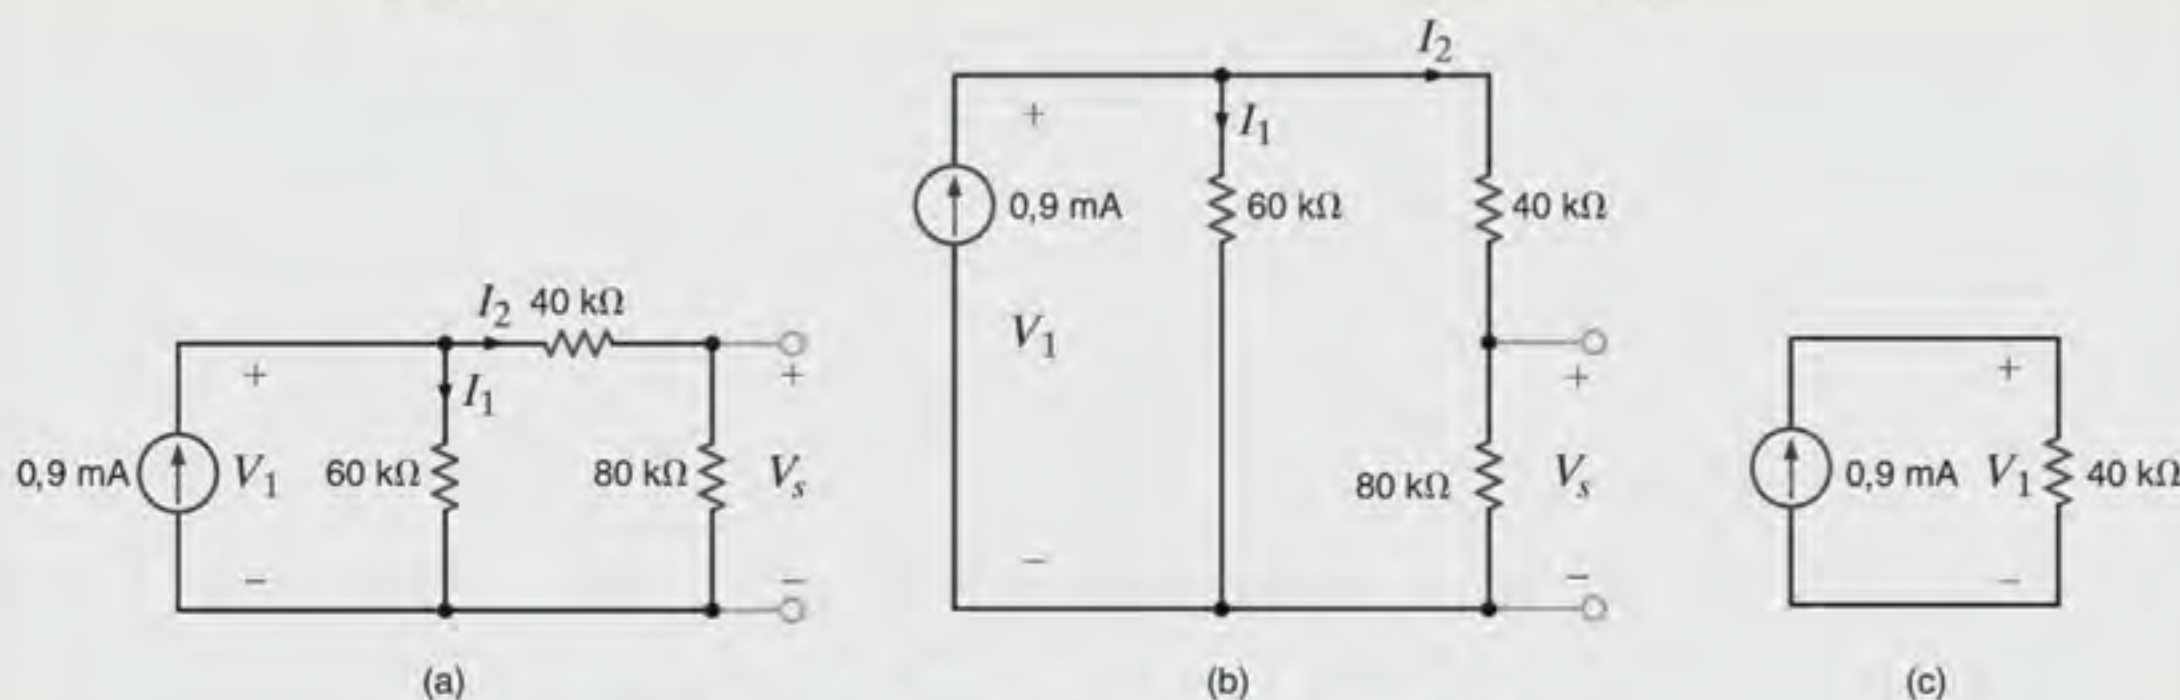 I₂
+
I₁
0,9 mA
60 kΩ
40 kΩ
V₁
+
80 kΩ
Vₛ
−
−
(b)
I₂ 40 kΩ
+
I₁
+
0,9 mA
V₁
60 kΩ
80 kΩ
Vₛ
−
−
(a)
+
0,9 mA
V₁
40 kΩ
−
(c)